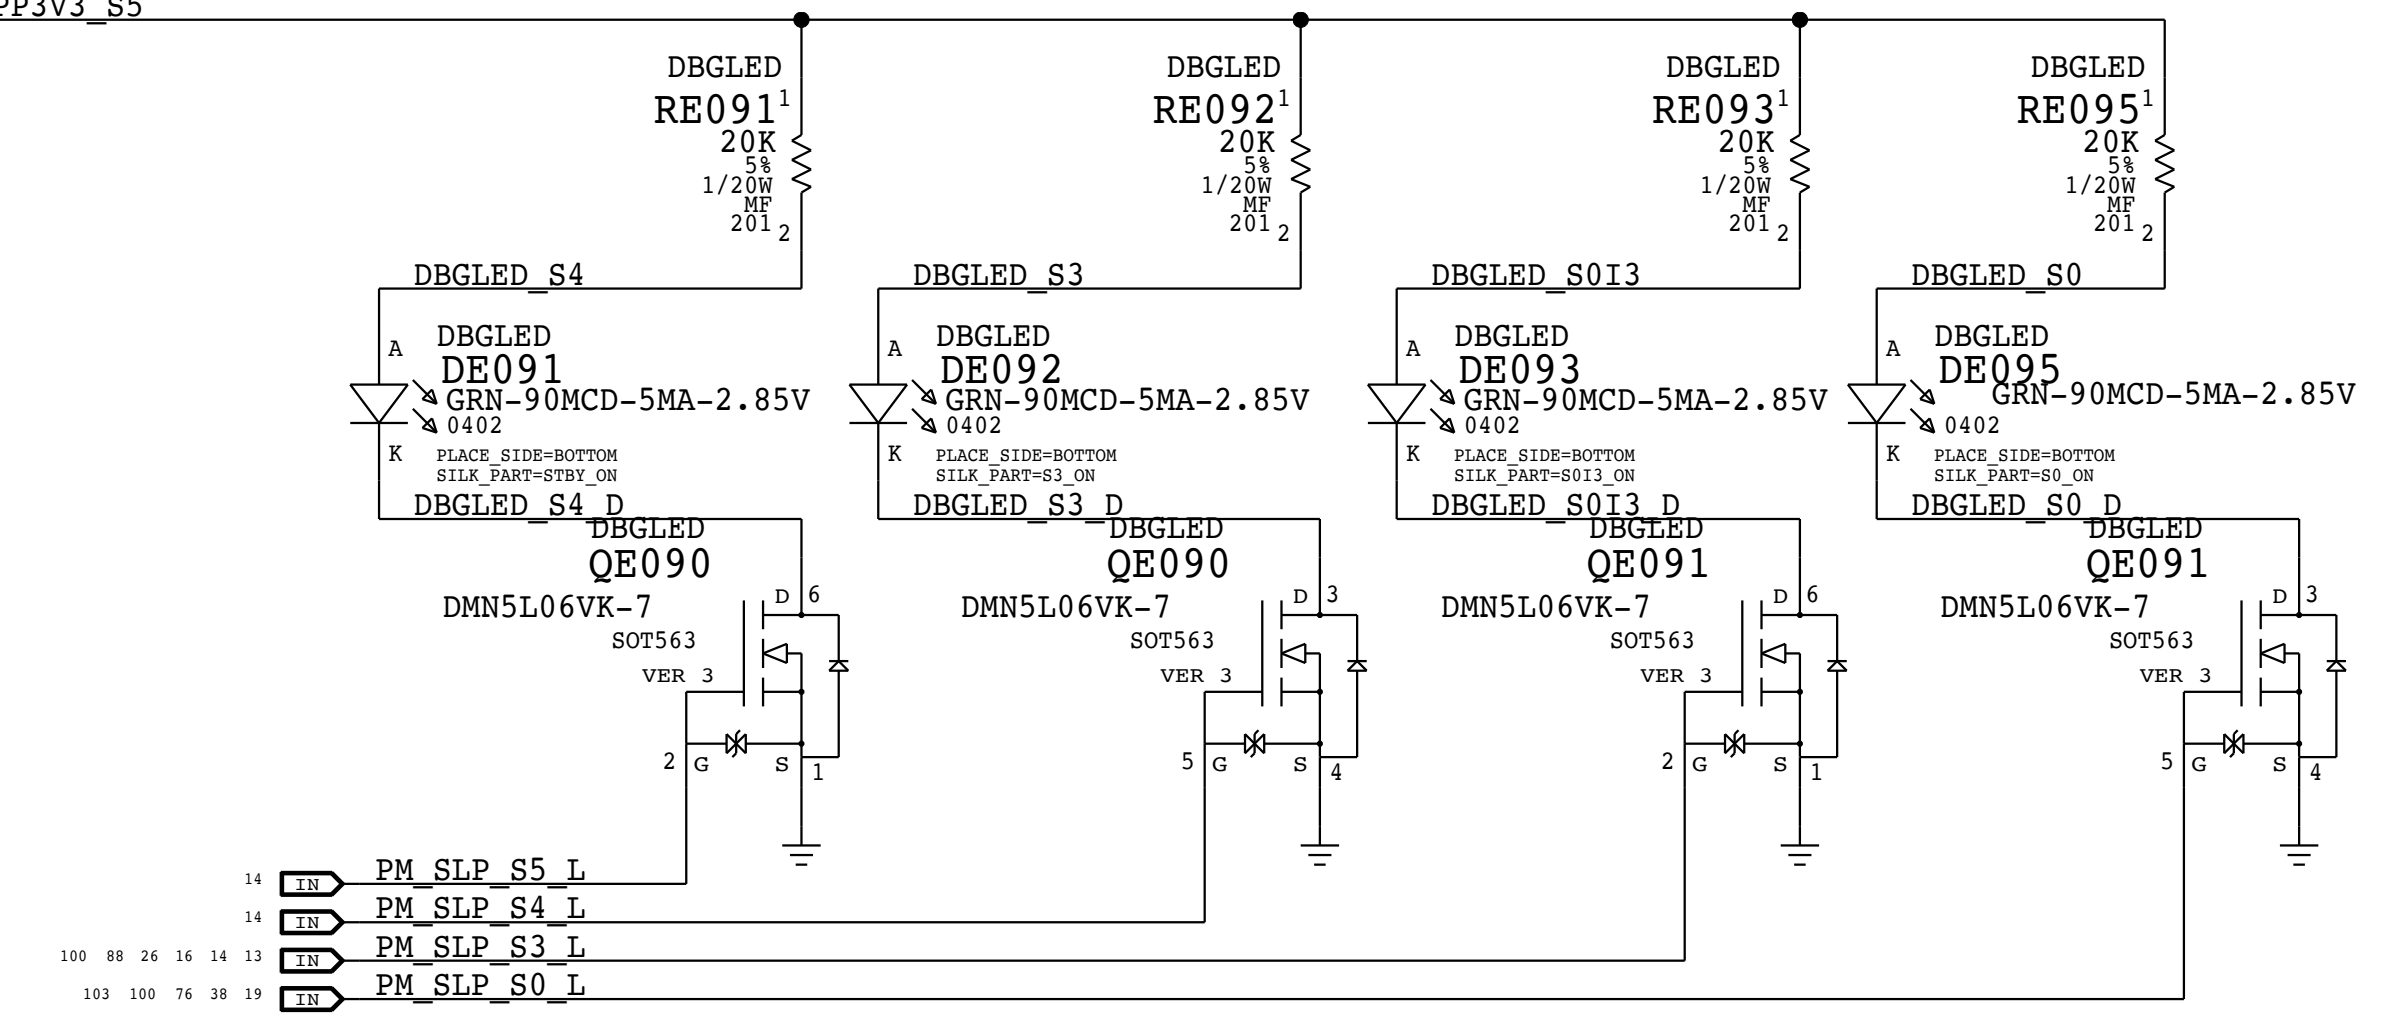 PP3V3_S5
DBGLED DBGLED DBGLED DBGLED
RE091 1 RE092 1 RE093 1 RE095 1
20K 20K 20K 20K
5% 5% 5% 5%
1/20W 1/20W 1/20W 1/20W
MF MF MF MF
201 2 201 2 201 2 201 2
DBGLED_S4 DBGLED_S3 DBGLED_S0I3 DBGLED_S0
DBGLED DBGLED DBGLED DBGLED
A A A A
DE091 DE092 DE093 DE095
GRN-90MCD-5MA-2.85V GRN-90MCD-5MA-2.85V GRN-90MCD-5MA-2.85V GRN-90MCD-5MA-2.85V
0402 0402 0402 0402
K PLACE_SIDE=BOTTOM K PLACE_SIDE=BOTTOM K PLACE_SIDE=BOTTOM K PLACE_SIDE=BOTTOM
SILK_PART=STBY_ON SILK_PART=S3_ON SILK_PART=S0I3_ON SILK_PART=S0_ON
DBGLED_S4_D DBGLED_S3_D DBGLED_S0I3_D DBGLED_S0_D
DBGLED DBGLED DBGLED DBGLED
QE090 QE090 QE091 QE091
D 6 D 3 D 6 D 3
DMN5L06VK-7 DMN5L06VK-7 DMN5L06VK-7 DMN5L06VK-7
SOT563 SOT563 SOT563 SOT563
VER 3 VER 3 VER 3 VER 3
2 G S 1 5 G S 4 2 G S 1 5 G S 4
14 IN PM_SLP_S5_L
14 IN PM_SLP_S4_L
100 88 26 16 14 13 IN PM_SLP_S3_L
103 100 76 38 19 IN PM_SLP_S0_L